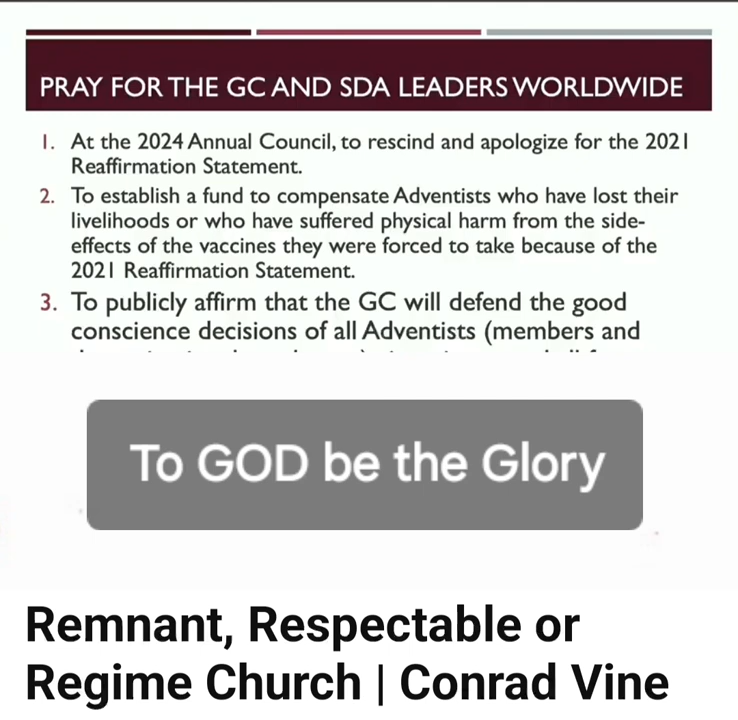 PRAY FOR THE GC AND SDA LEADERS WORLDWIDE
1. At the 2024 Annual Council, to rescind and apologize for the 2021
Reaffirmation Statement.
2. To establish a fund to compensate Adventists who have lost their
livelihoods or who have suffered physical harm from the side-
effects of the vaccines they were forced to take because of the
2021 Reaffirmation Statement.
3. To publicly affirm that the GC will defend the good
conscience decisions of all Adventists (members and
To GOD be the Glory
Remnant, Respectable or
Regime Church | Conrad Vine